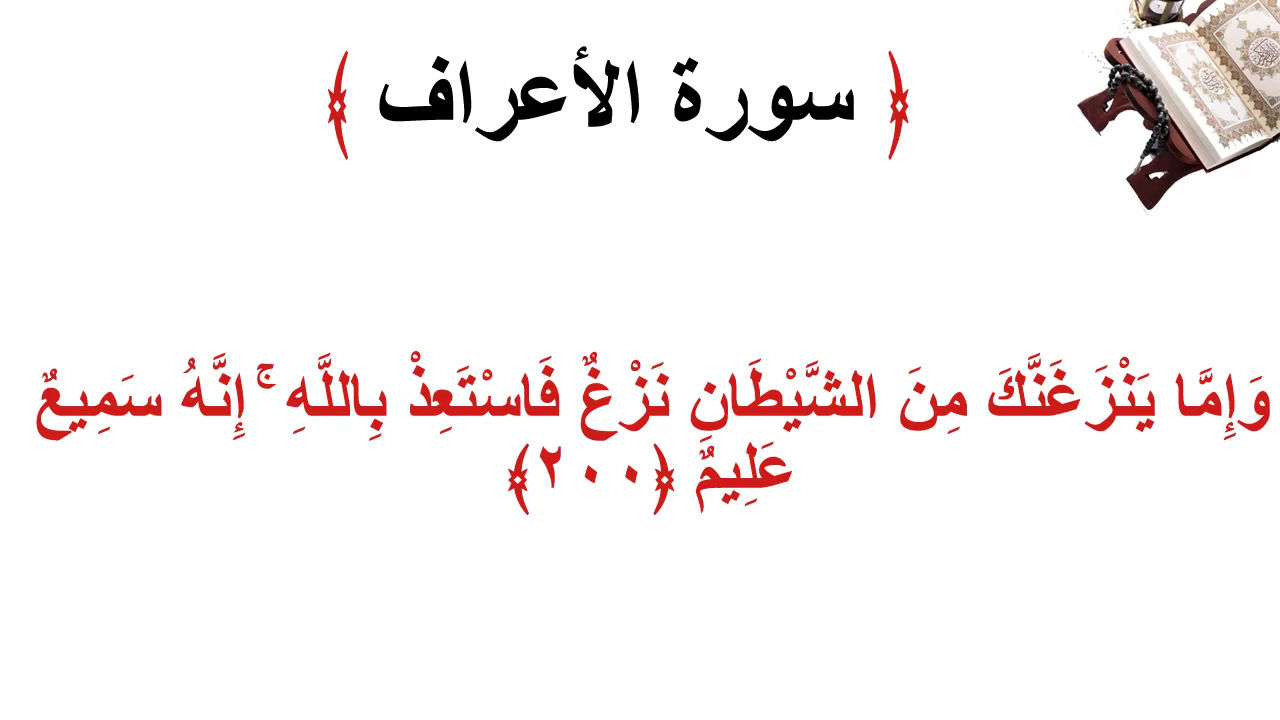 ﴿ سورة الأعراف ﴾
وَإِمَّا يَنْزَغَنَّكَ مِنَ الشَّيْطَانِ نَزْغٌ فَاسْتَعِذْ بِاللَّهِ ۚ إِنَّهُ سَمِيعٌ
عَلِيمٌ ﴿٢٠٠﴾